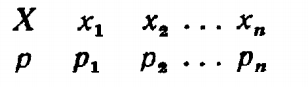 X x₁ x₂ ... xₙ
p p₁ p₂ ... pₙ